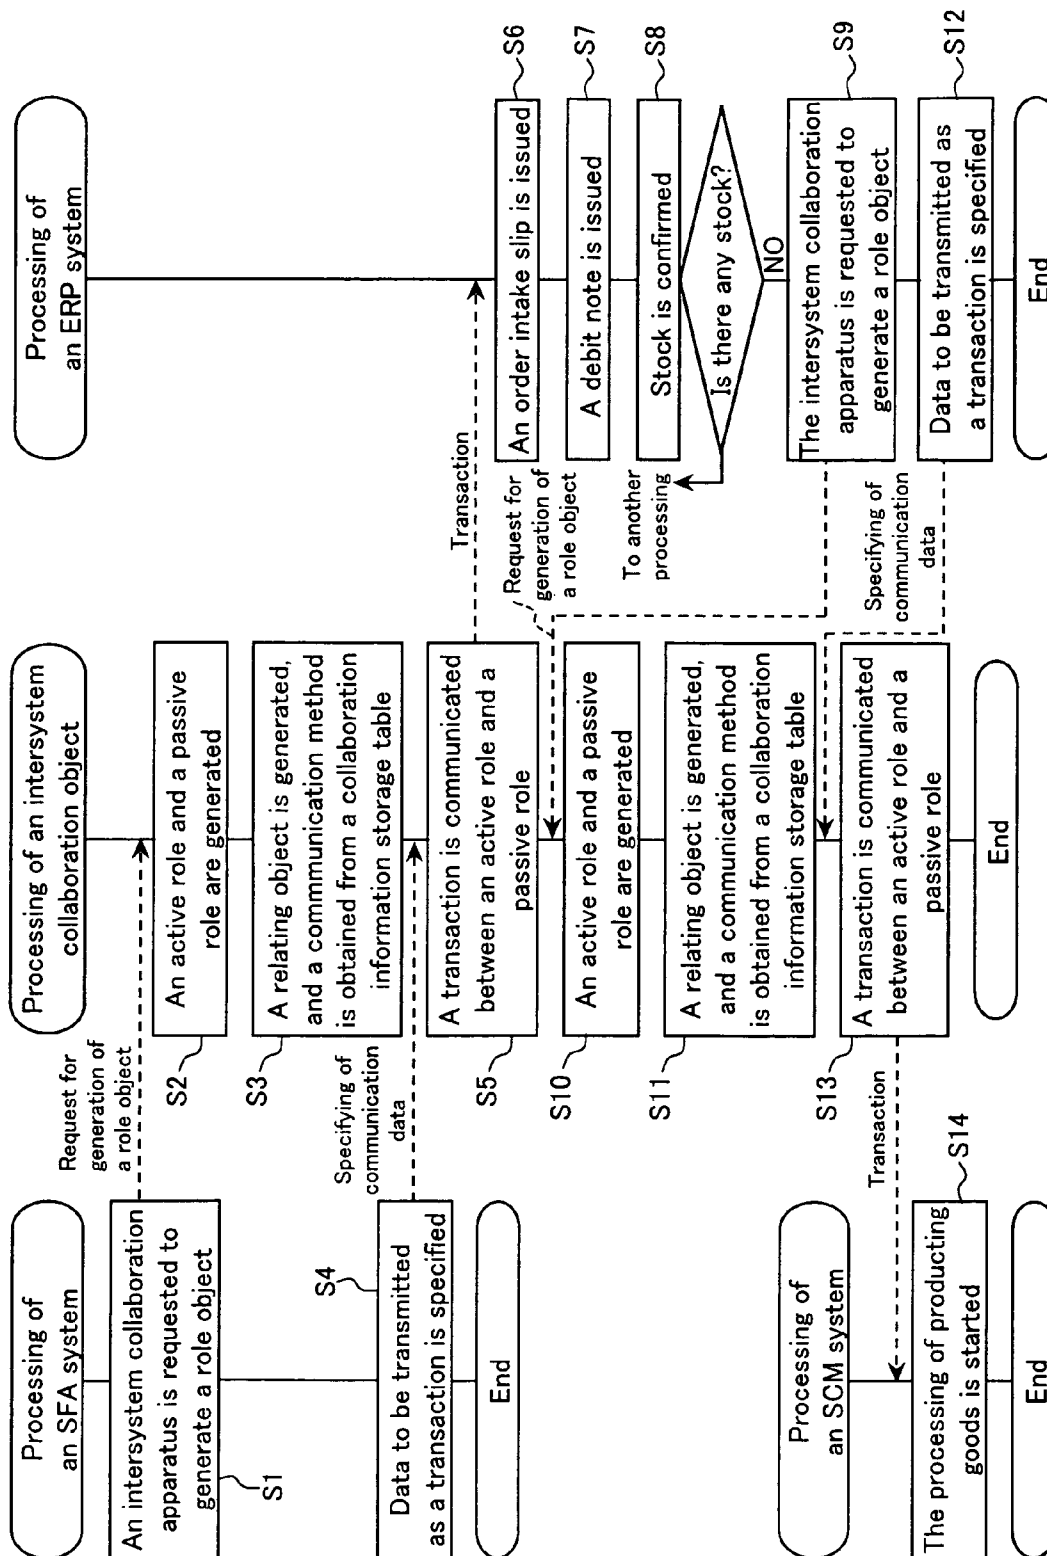 Processing of
an SFA system
An intersystem collaboration
apparatus is requested to
generate a role object
S1
Request for
generation of
a role object
S4
Data to be transmitted
as a transaction is specified
Specifying of
communication
data
End
Processing of
an SCM system
Transaction
The processing of producting
goods is started
S14
End
Processing of an intersystem
collaboration object
An active role and a passive
role are generated
S2
A relating object is generated,
and a communication method
is obtained from a collaboration
information storage table
S3
A transaction is communicated
between an active role and a
passive role
S5
An active role and a passive
role are generated
S10
A relating object is generated,
and a communication method
is obtained from a collaboration
information storage table
S11
A transaction is communicated
between an active role and a
passive role
S13
End
Processing of
an ERP system
Transaction
An order intake slip is issued
S6
A debit note is issued
S7
Stock is confirmed
S8
Is there any stock?
NO
To another
processing
Request for
generation of
a role object
The intersystem collaboration
apparatus is requested to
generate a role object
S9
Specifying of
communication
data
Data to be transmitted as
a transaction is specified
S12
End